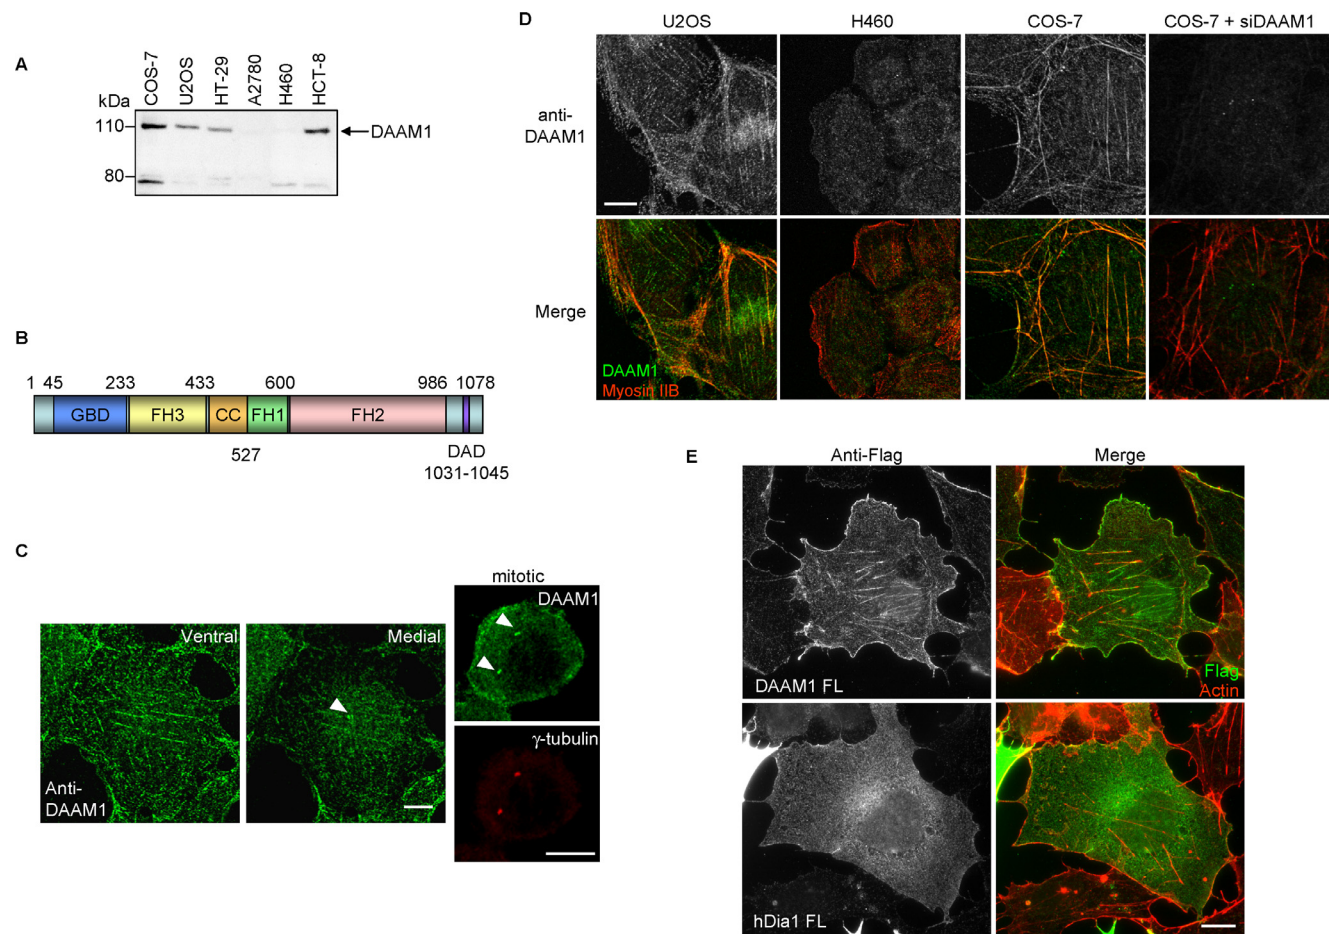 A
COS-7
U2OS
HT-29
A2780
H460
HCT-8
kDa
110
DAAM1
80
B
1 45 233 433 600 986 1078
GBD FH3 CC FH1 FH2
527
DAD
1031-1045
C
Ventral
Anti-
DAAM1
Medial
mitotic
DAAM1
γ-tubulin
D
U2OS H460 COS-7 COS-7 + siDAAM1
anti-
DAAM1
Merge
DAAM1
Myosin IIB
E
Anti-Flag Merge
DAAM1 FL
Flag
Actin
hDia1 FL